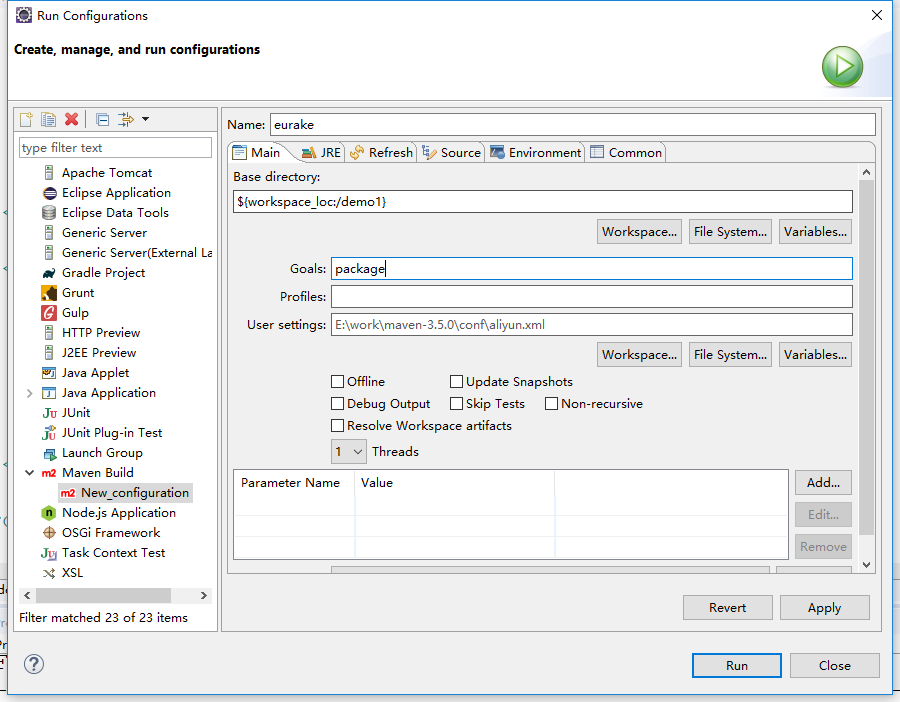 Run Configurations
Create, manage, and run configurations
type filter text
Apache Tomcat
Eclipse Application
Eclipse Data Tools
Generic Server
Generic Server(External La
Gradle Project
Grunt
Gulp
HTTP Preview
J2EE Preview
Java Applet
Java Application
JUnit
JUnit Plug-in Test
Launch Group
Maven Build
New_configuration
Node.js Application
OSGi Framework
Task Context Test
XSL
Filter matched 23 of 23 items
Name: eurake
Main JRE Refresh Source Environment Common
Base directory:
${workspace_loc:/demo1}
Workspace... File System... Variables...
Goals: package
Profiles:
User settings: E:\work\maven-3.5.0\conf\aliyun.xml
Workspace... File System... Variables...
Offline Update Snapshots
Debug Output Skip Tests Non-recursive
Resolve Workspace artifacts
1 Threads
Parameter Name Value
Add...
Edit...
Remove
Revert Apply
Run Close